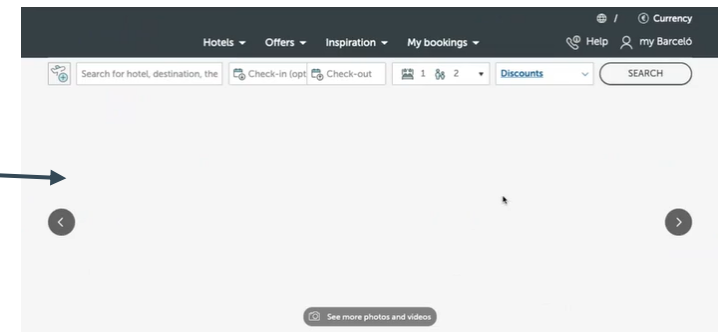 / € Currency
Hotels Offers Inspiration My bookings Help my Barceló
Search for hotel, destination, the Check-in (opt Check-out 1 2 Discounts SEARCH
See more photos and videos